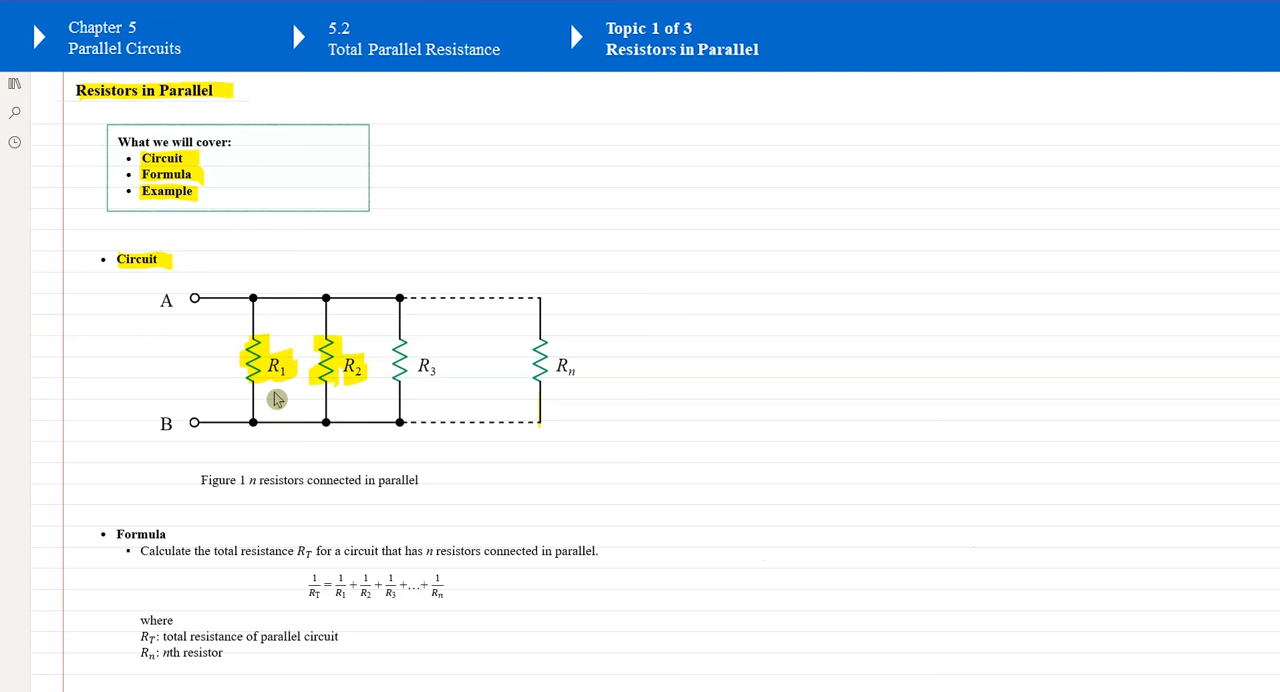 Chapter 5
Parallel Circuits
5.2
Total Parallel Resistance
Topic 1 of 3
Resistors in Parallel
Resistors in Parallel
What we will cover:
• Circuit
• Formula
• Example
• Circuit
A
R₁ R₂ R₃ Rₙ
B
Figure 1 n resistors connected in parallel
• Formula
▪ Calculate the total resistance R_T for a circuit that has n resistors connected in parallel.
1/R_T = 1/R₁ + 1/R₂ + 1/R₃ +...+ 1/Rₙ
where
R_T: total resistance of parallel circuit
Rₙ: nth resistor